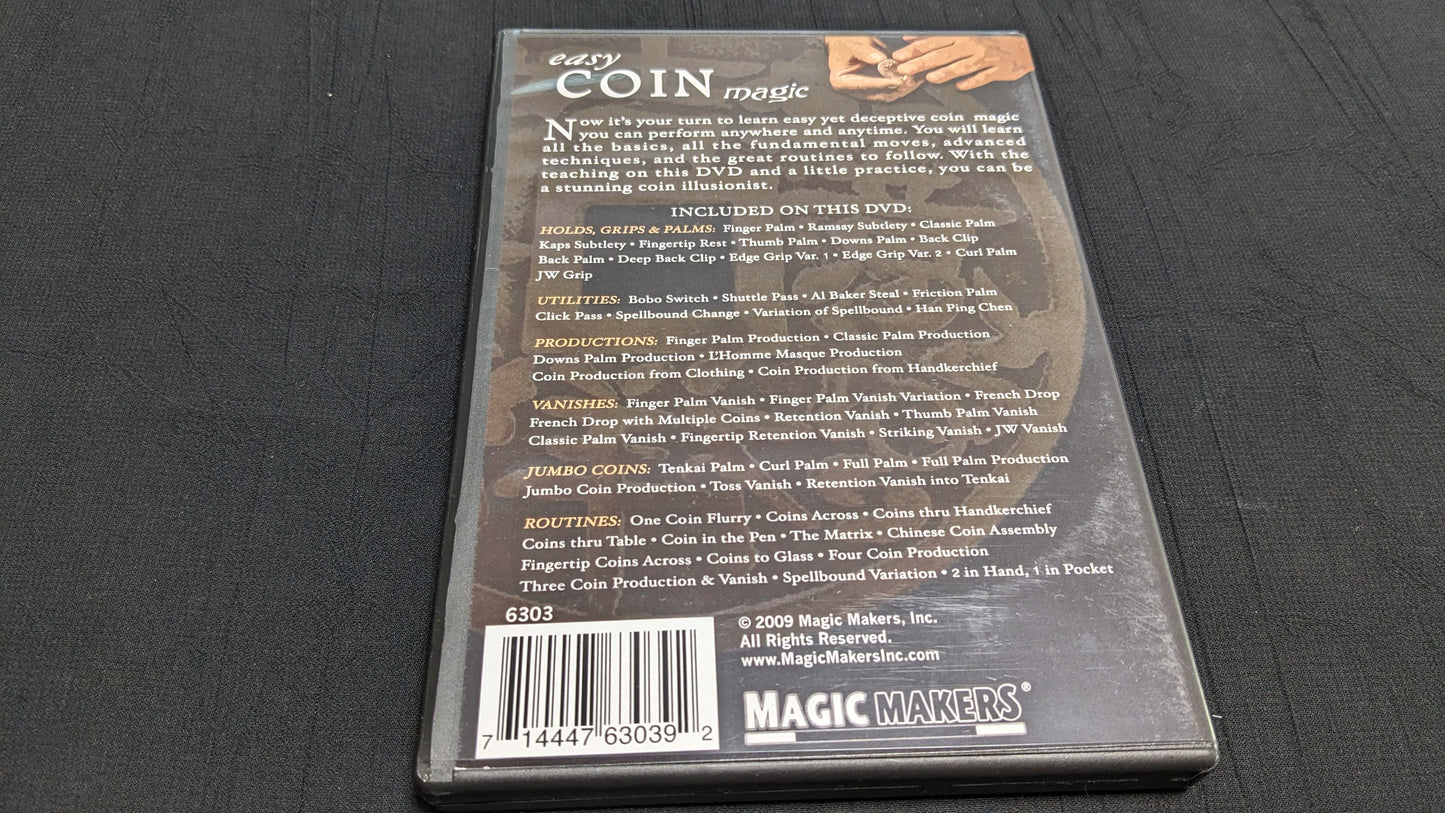 easy
COIN magic
Now it's your turn to learn easy yet deceptive coin magic
you can perform anywhere and anytime. You will learn
all the basics, all the fundamental moves, advanced
techniques, and the great routines to follow. With the
teaching on this DVD and a little practice, you can be
a stunning coin illusionist.
INCLUDED ON THIS DVD:
HOLDS, GRIPS & PALMS: Finger Palm • Ramsay Subtlety • Classic Palm
Kaps Subtlety • Fingertip Rest • Thumb Palm • Downs Palm • Back Clip
Back Palm • Deep Back Clip • Edge Grip Var. 1 • Edge Grip Var. 2 • Curl Palm
JW Grip
UTILITIES: Bobo Switch • Shuttle Pass • Al Baker Steal • Friction Palm
Click Pass • Spellbound Change • Variation of Spellbound • Han Ping Chen
PRODUCTIONS: Finger Palm Production • Classic Palm Production
Downs Palm Production • L'Homme Masque Production
Coin Production from Clothing • Coin Production from Handkerchief
VANISHES: Finger Palm Vanish • Finger Palm Vanish Variation • French Drop
French Drop with Multiple Coins • Retention Vanish • Thumb Palm Vanish
Classic Palm Vanish • Fingertip Retention Vanish • Striking Vanish • JW Vanish
JUMBO COINS: Tenkai Palm • Curl Palm • Full Palm • Full Palm Production
Jumbo Coin Production • Toss Vanish • Retention Vanish into Tenkai
ROUTINES: One Coin Flurry • Coins Across • Coins thru Handkerchief
Coins thru Table • Coin in the Pen • The Matrix • Chinese Coin Assembly
Fingertip Coins Across • Coins to Glass • Four Coin Production
Three Coin Production & Vanish • Spellbound Variation • 2 in Hand, 1 in Pocket
6303
7 14447 63039 2
© 2009 Magic Makers, Inc.
All Rights Reserved.
www.MagicMakersInc.com
MAGIC MAKERS®